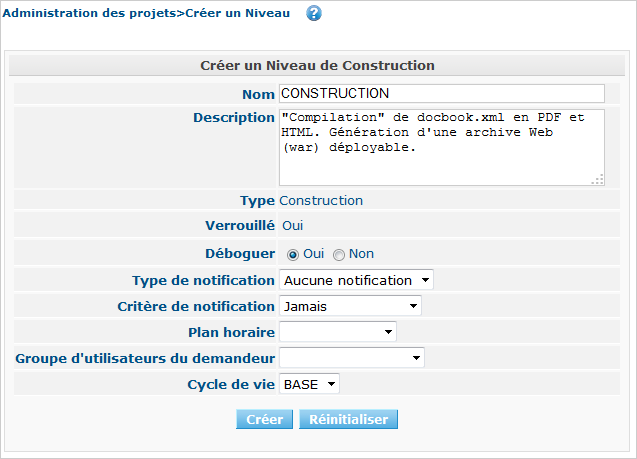 Administration des projets>Créer un Niveau ?
Créer un Niveau de Construction
Nom CONSTRUCTION
Description "Compilation" de docbook.xml en PDF et
HTML. Génération d'une archive Web
(war) déployable.
Type Construction
Verrouillé Oui
Déboguer Oui Non
Type de notification Aucune notification
Critère de notification Jamais
Plan horaire
Groupe d'utilisateurs du demandeur
Cycle de vie BASE
Créer Réinitialiser